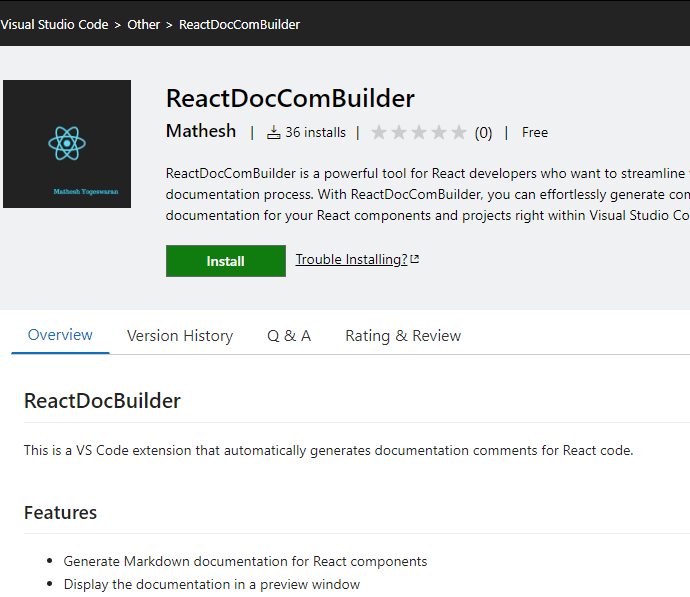 Visual Studio Code > Other > ReactDocComBuilder
ReactDocComBuilder
Mathesh | 36 installs | (0) | Free
Mathesh Yogeswaran
ReactDocComBuilder is a powerful tool for React developers who want to streamline
documentation process. With ReactDocComBuilder, you can effortlessly generate com
documentation for your React components and projects right within Visual Studio Co
Install Trouble Installing?
Overview Version History Q & A Rating & Review
ReactDocBuilder
This is a VS Code extension that automatically generates documentation comments for React code.
Features
• Generate Markdown documentation for React components
• Display the documentation in a preview window